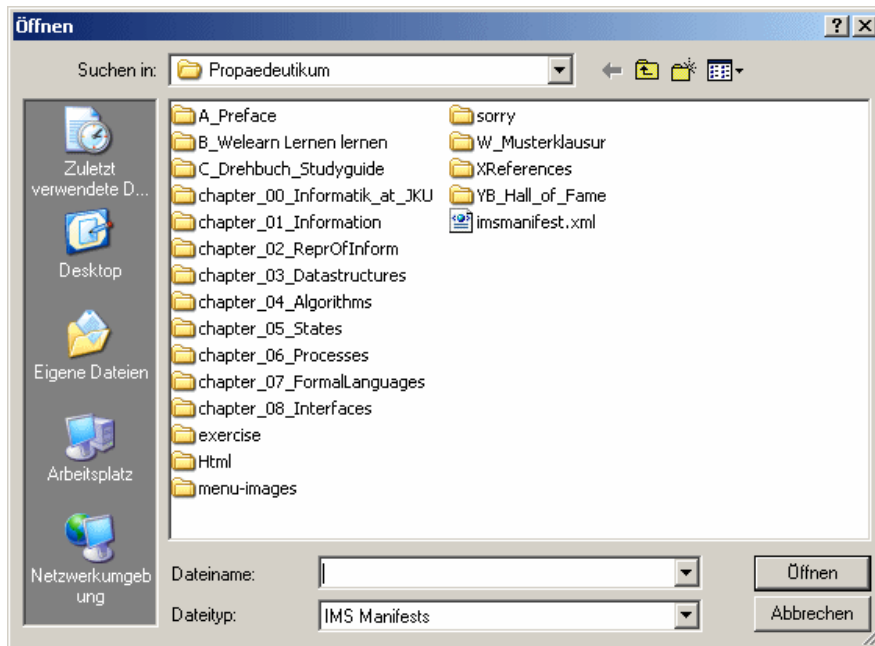 Öffnen
Suchen in:
Propaedeutikum
Zuletzt
verwendete D...
Desktop
Eigene Dateien
Arbeitsplatz
Netzwerkumgeb
ung
A_Preface
B_Welearn Lernen lernen
C_Drehbuch_Studyguide
chapter_00_Informatik_at_JKU
chapter_01_Information
chapter_02_ReprOfInform
chapter_03_Datastructures
chapter_04_Algorithms
chapter_05_States
chapter_06_Processes
chapter_07_FormalLanguages
chapter_08_Interfaces
exercise
Html
menu-images
sorry
W_Musterklausur
XReferences
YB_Hall_of_Fame
imsmanifest.xml
Dateiname:
Öffnen
Dateityp:
IMS Manifests
Abbrechen